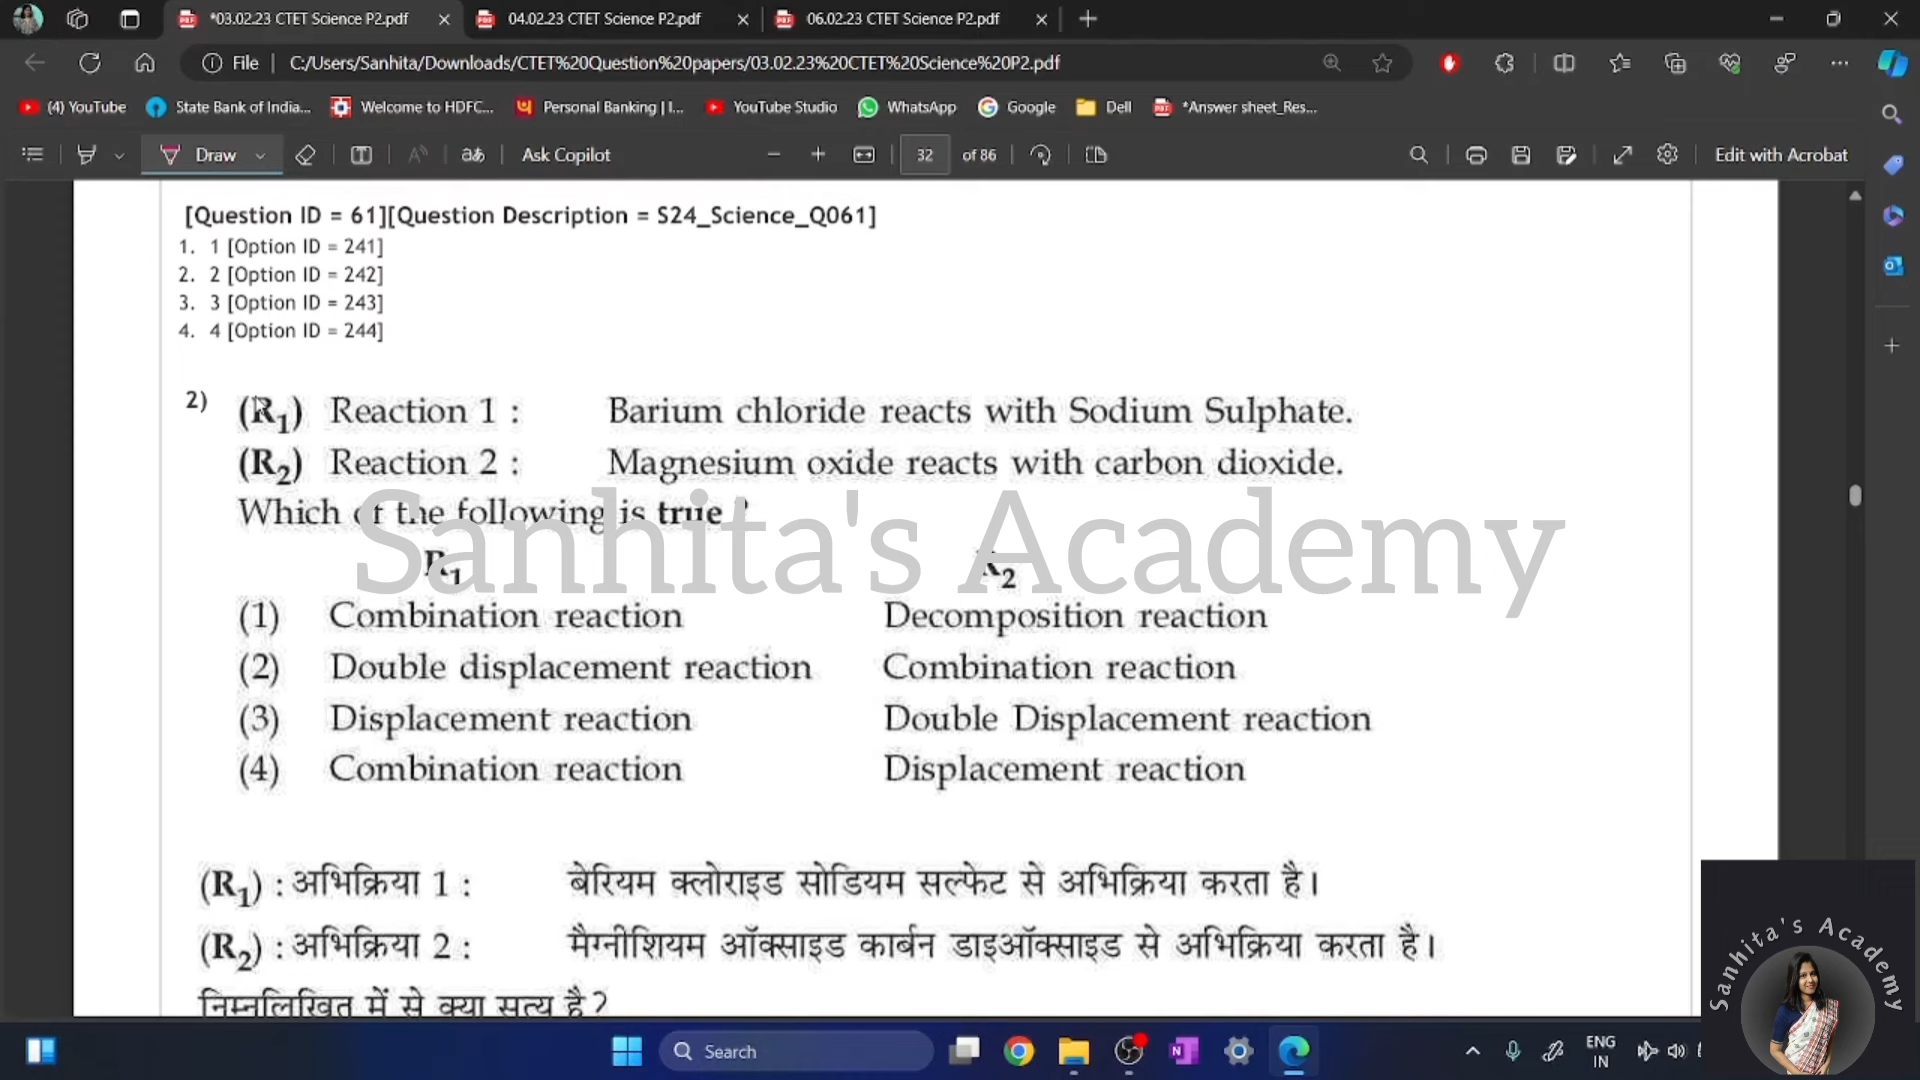 *03.02.23 CTET Science P2.pdf
04.02.23 CTET Science P2.pdf
06.02.23 CTET Science P2.pdf
File
C:/Users/Sanhita/Downloads/CTET%20Question%20papers/03.02.23%20CTET%20Science%20P2.pdf
(4) YouTube
State Bank of India...
Welcome to HDFC...
Personal Banking | I...
YouTube Studio
WhatsApp
Google
Dell
*Answer sheet_Res...
Draw
aあ
Ask Copilot
32 of 86
Edit with Acrobat
[Question ID = 61][Question Description = S24_Science_Q061]
1. 1 [Option ID = 241]
2. 2 [Option ID = 242]
3. 3 [Option ID = 243]
4. 4 [Option ID = 244]
2) (R1) Reaction 1 : Barium chloride reacts with Sodium Sulphate.
(R2) Reaction 2 : Magnesium oxide reacts with carbon dioxide.
Which of the following is true ?
Sanhita's Academy
R1 R2
(1) Combination reaction Decomposition reaction
(2) Double displacement reaction Combination reaction
(3) Displacement reaction Double Displacement reaction
(4) Combination reaction Displacement reaction
(R1) : अभिक्रिया 1 : बेरियम क्लोराइड सोडियम सल्फेट से अभिक्रिया करता है।
(R2) : अभिक्रिया 2 : मैग्नीशियम ऑक्साइड कार्बन डाइऑक्साइड से अभिक्रिया करता है।
निम्नलिखित में से क्या सत्य है?
Sanhita's Academy
Search
ENG
IN